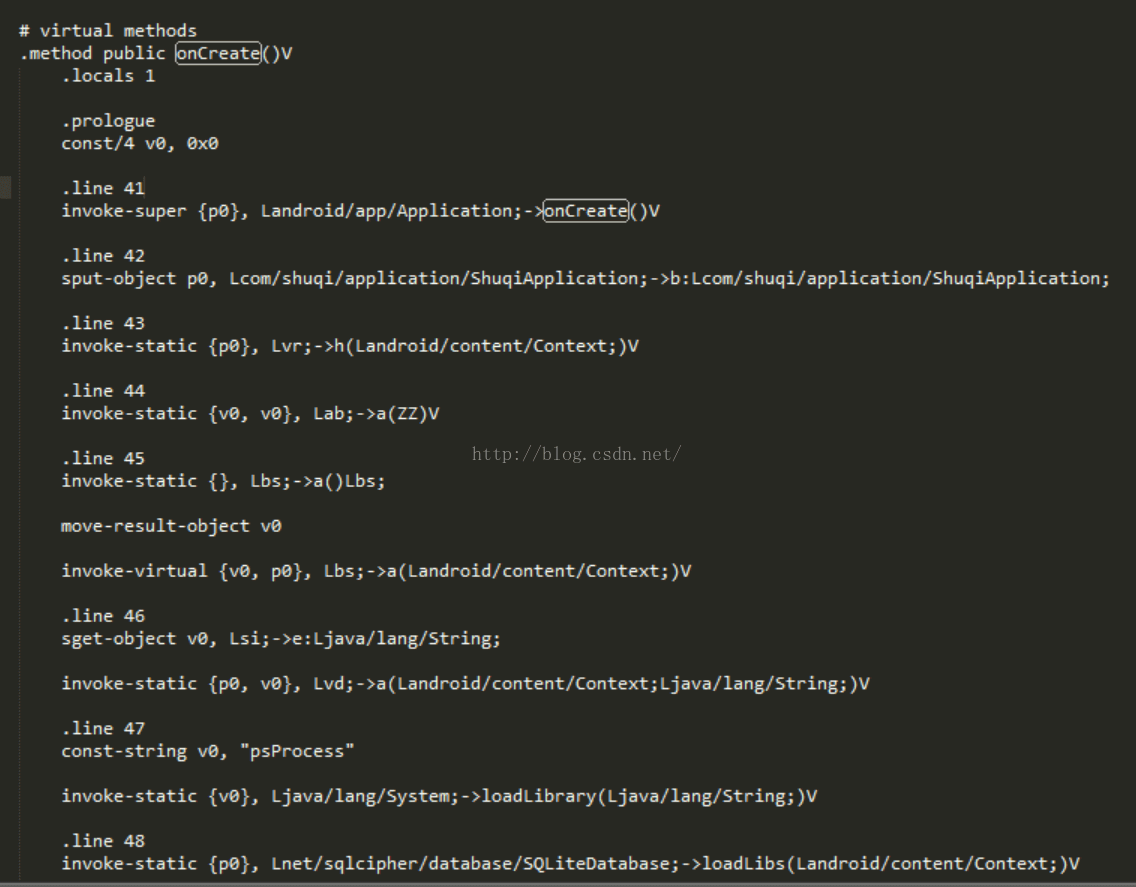 # virtual methods
.method public onCreate()V
.locals 1
.prologue
const/4 v0, 0x0
.line 41
invoke-super {p0}, Landroid/app/Application;->onCreate()V
.line 42
sput-object p0, Lcom/shuqi/application/ShuqiApplication;->b:Lcom/shuqi/application/ShuqiApplication;
.line 43
invoke-static {p0}, Lvr;->h(Landroid/content/Context;)V
.line 44
invoke-static {v0, v0}, Lab;->a(ZZ)V
http://blog.csdn.net/
.line 45
invoke-static {}, Lbs;->a()Lbs;
move-result-object v0
invoke-virtual {v0, p0}, Lbs;->a(Landroid/content/Context;)V
.line 46
sget-object v0, Lsi;->e:Ljava/lang/String;
invoke-static {p0, v0}, Lvd;->a(Landroid/content/Context;Ljava/lang/String;)V
.line 47
const-string v0, "psProcess"
invoke-static {v0}, Ljava/lang/System;->loadLibrary(Ljava/lang/String;)V
.line 48
invoke-static {p0}, Lnet/sqlcipher/database/SQLiteDatabase;->loadLibs(Landroid/content/Context;)V